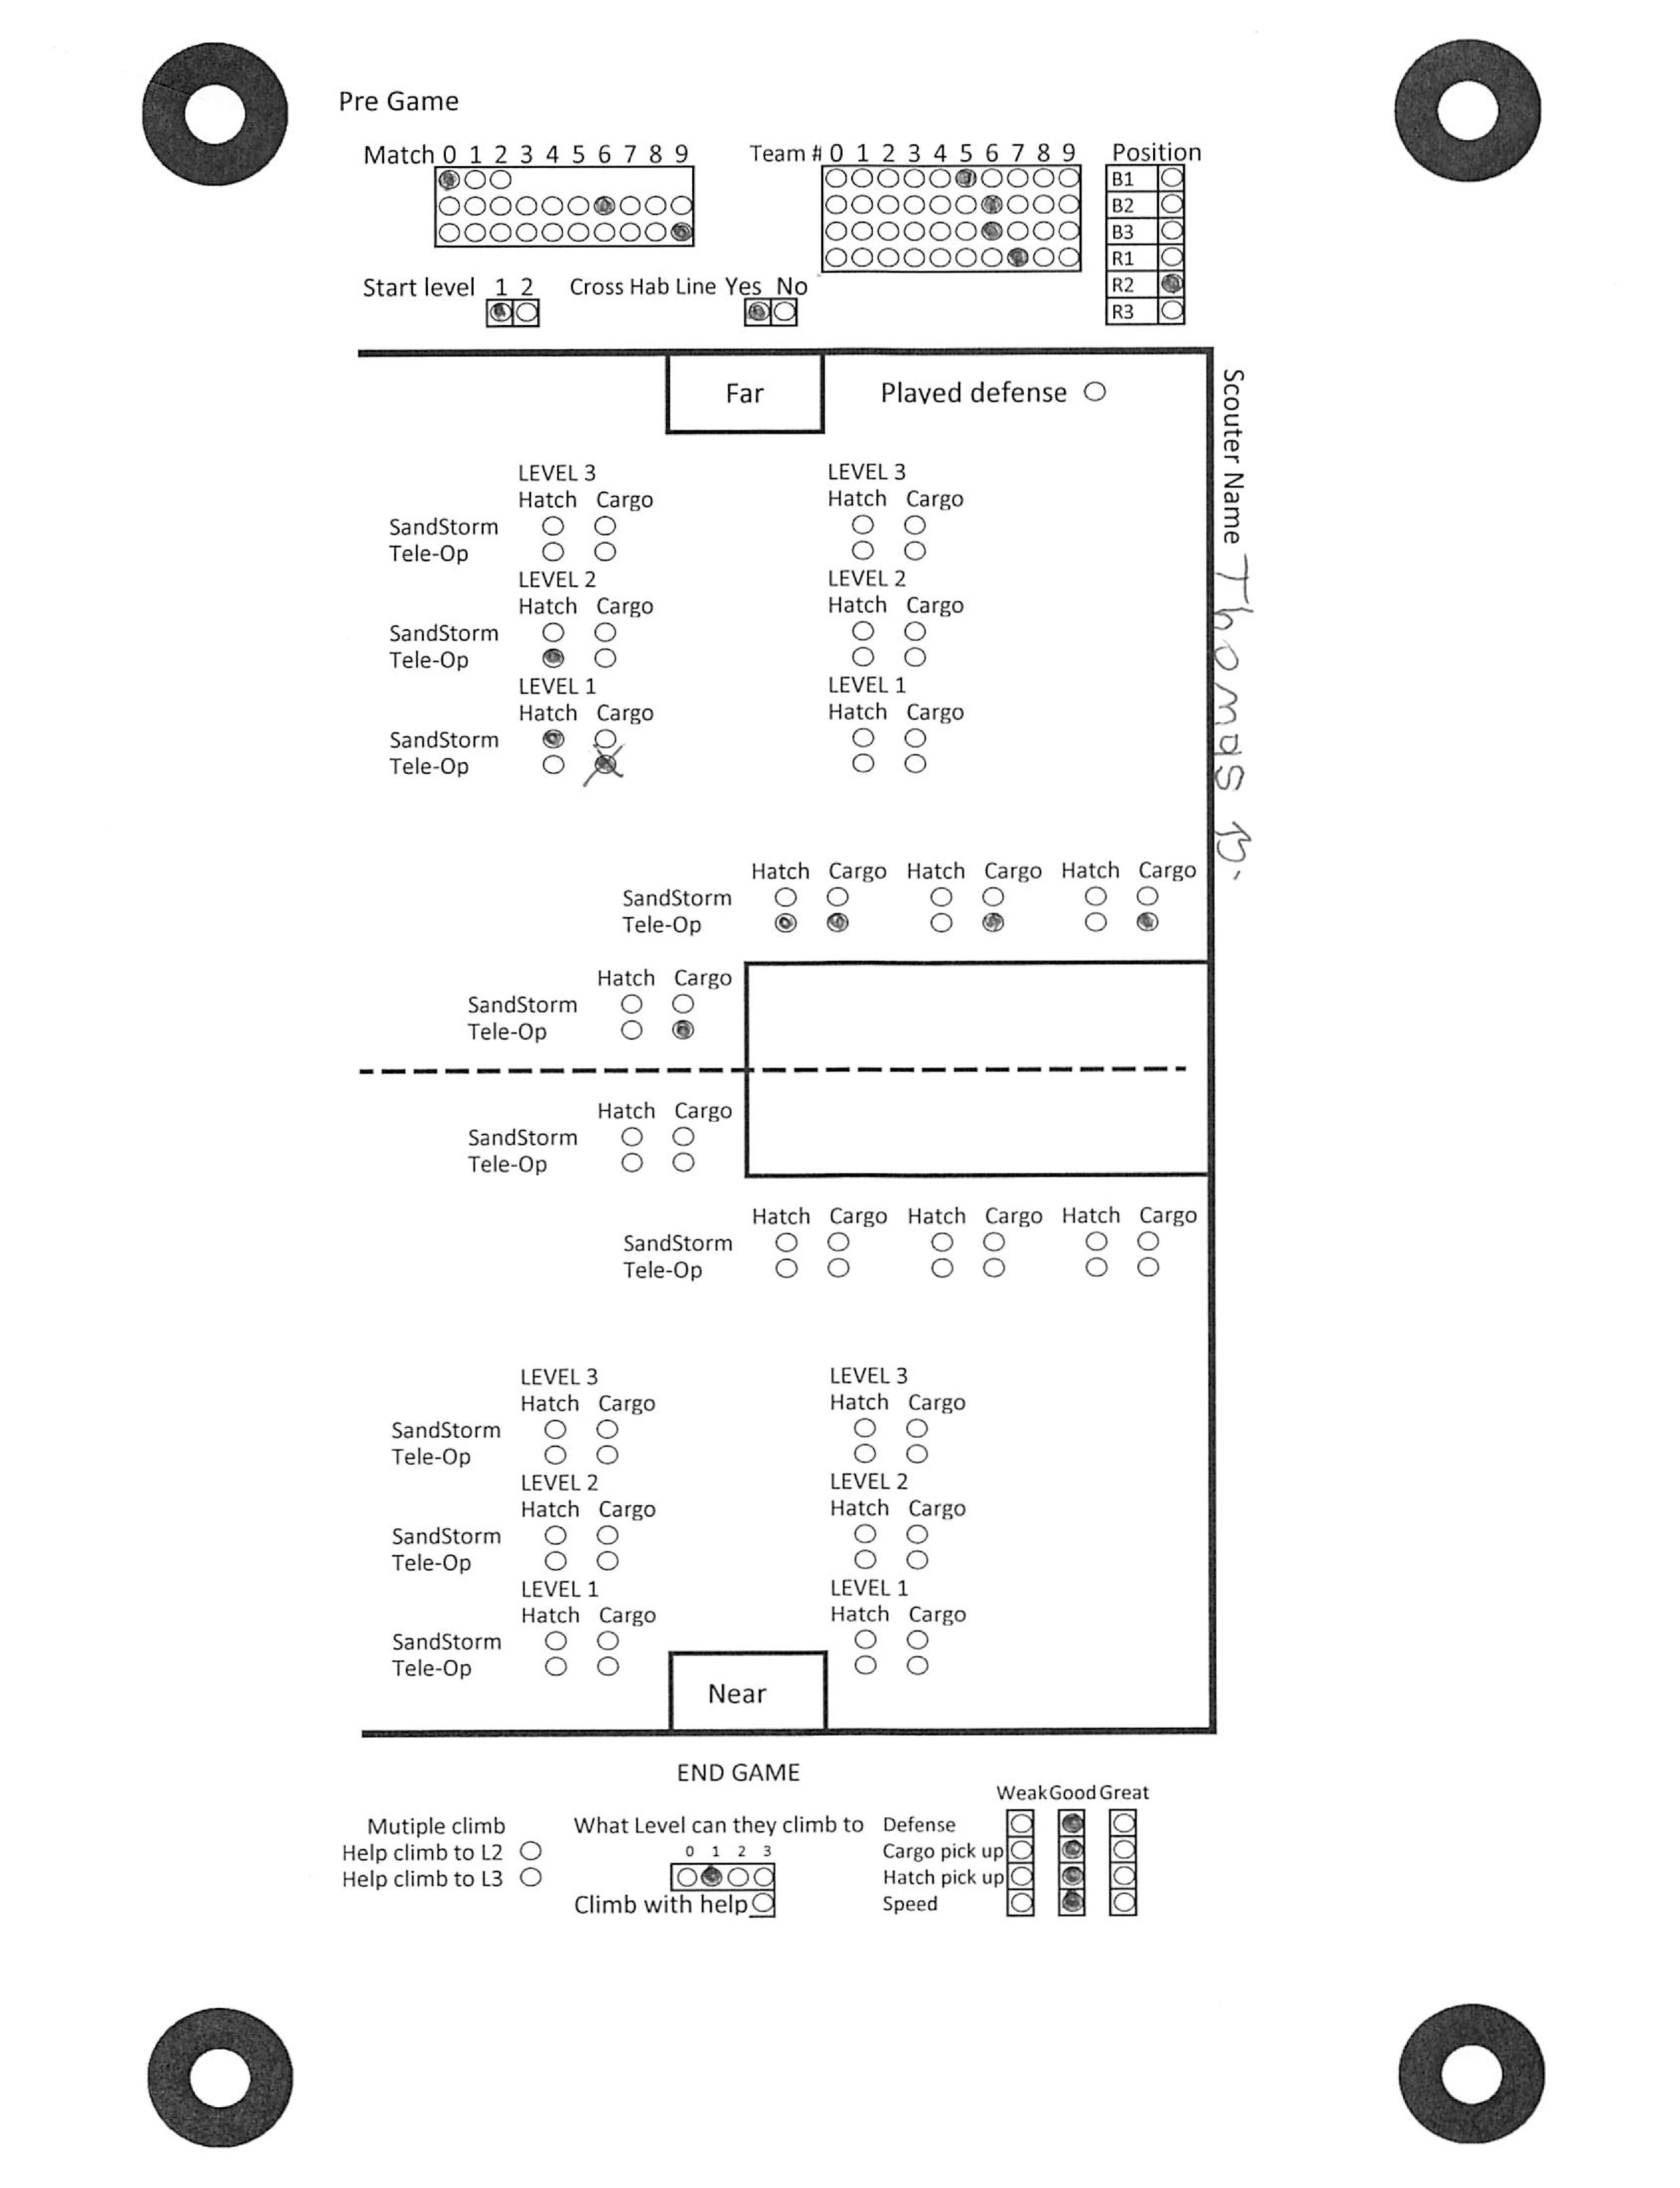 Pre Game
Match 0 1 2 3 4 5 6 7 8 9
Team # 0 1 2 3 4 5 6 7 8 9
Position
B1
B2
B3
R1
R2
R3
Start level 1 2
Cross Hab Line Yes No
Far
Played defense
Scouter Name Thomas B.
LEVEL 3 LEVEL 3
Hatch Cargo Hatch Cargo
SandStorm
Tele-Op
LEVEL 2 LEVEL 2
Hatch Cargo Hatch Cargo
SandStorm
Tele-Op
LEVEL 1 LEVEL 1
Hatch Cargo Hatch Cargo
SandStorm
Tele-Op
Hatch Cargo Hatch Cargo Hatch Cargo
SandStorm
Tele-Op
Hatch Cargo
SandStorm
Tele-Op
Hatch Cargo
SandStorm
Tele-Op
Hatch Cargo Hatch Cargo Hatch Cargo
SandStorm
Tele-Op
LEVEL 3 LEVEL 3
Hatch Cargo Hatch Cargo
SandStorm
Tele-Op
LEVEL 2 LEVEL 2
Hatch Cargo Hatch Cargo
SandStorm
Tele-Op
LEVEL 1 LEVEL 1
Hatch Cargo Hatch Cargo
SandStorm
Tele-Op
Near
END GAME
Mutiple climb
Help climb to L2
Help climb to L3
What Level can they climb to
0 1 2 3
Climb with help
Weak Good Great
Defense
Cargo pick up
Hatch pick up
Speed